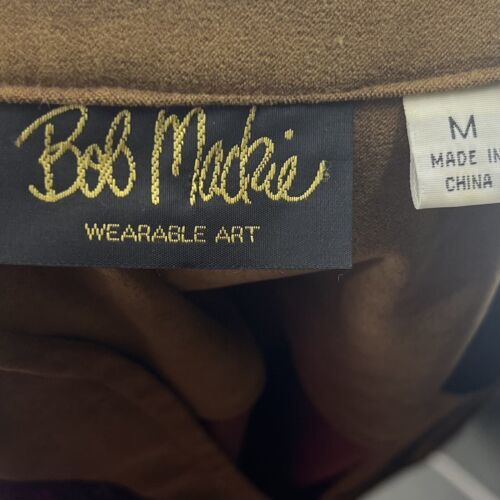 Bob Mackie
WEARABLE ART
M
MADE IN
CHINA